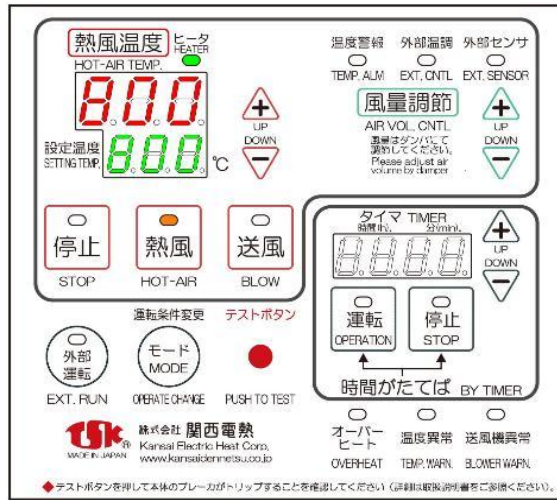 熱風温度
ヒータ
HEATER
HOT-AIR TEMP.
800
設定温度
SETTING TEMP.
800
℃
UP
DOWN
温度警報 外部温調 外部センサ
TEMP. ALM EXT. CNTL EXT. SENSOR
風量調節
AIR VOL. CNTL
風量はダンパにて
調節してください。
Please adjust air
volume by damper
UP
DOWN
停止
STOP
熱風
HOT-AIR
送風
BLOW
タイマ TIMER
時間(h). 分(min).
8.8.8.8
UP
DOWN
運転
OPERATION
停止
STOP
時間がたてば BY TIMER
運転条件変更 テストボタン
外部
運転
EXT. RUN
モード
MODE
OPERATE CHANGE
PUSH TO TEST
TSK
®
MADE IN JAPAN
株式会社 関西電熱
Kansai Electric Heat Corp,
www.kansaidennetsu.co.jp
オーバー
ヒート
OVERHEAT
温度異常
TEMP. WARN.
送風機異常
BLOWER WARN.
◆テストボタンを押して本体のブレーカがトリップすることを確認してください(詳細は取扱説明書をご参照ください)。